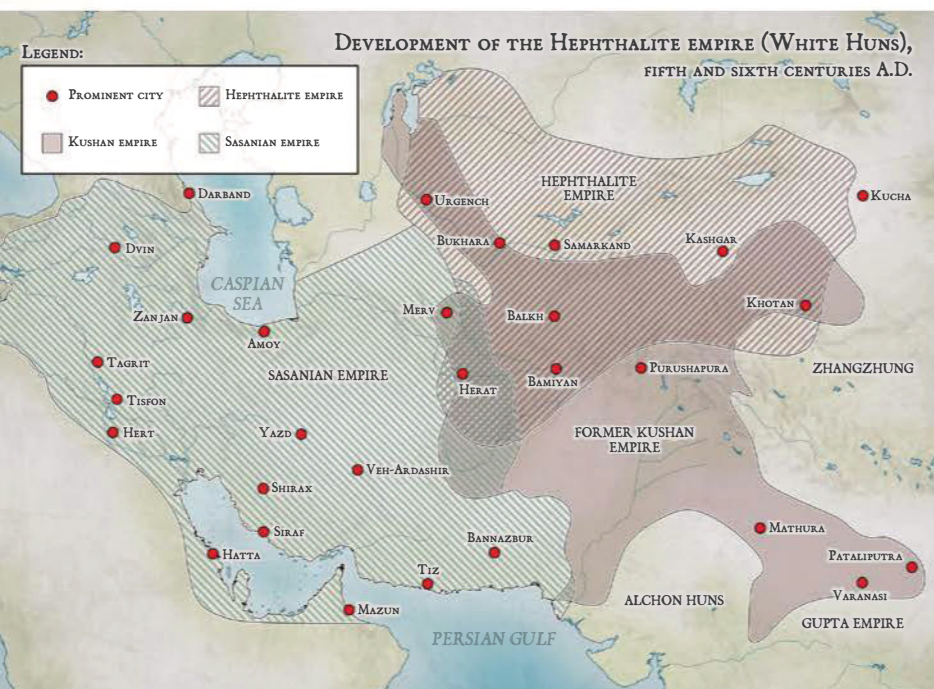 Development of the Hephthalite empire (White Huns),
fifth and sixth centuries A.D.
Legend:
Prominent city
Hephthalite empire
Kushan empire
Sasanian empire
Darband
Kucha
HEPHTHALITE
EMPIRE
Urgench
Bukhara
Samarkand
Kashgar
Dvin
CASPIAN
SEA
Zanjan
Merv
Balkh
Khotan
Amoy
Tagrit
SASANIAN EMPIRE
Herat
Bamiyan
Purushapura
ZHANGZHUNG
Tisfon
Hert
Yazd
FORMER KUSHAN
EMPIRE
Veh-Ardashir
Shirax
Siraf
Bannazbur
Mathura
Hatta
Tiz
Pataliputra
Mazun
ALCHON HUNS
Varanasi
GUPTA EMPIRE
PERSIAN GULF